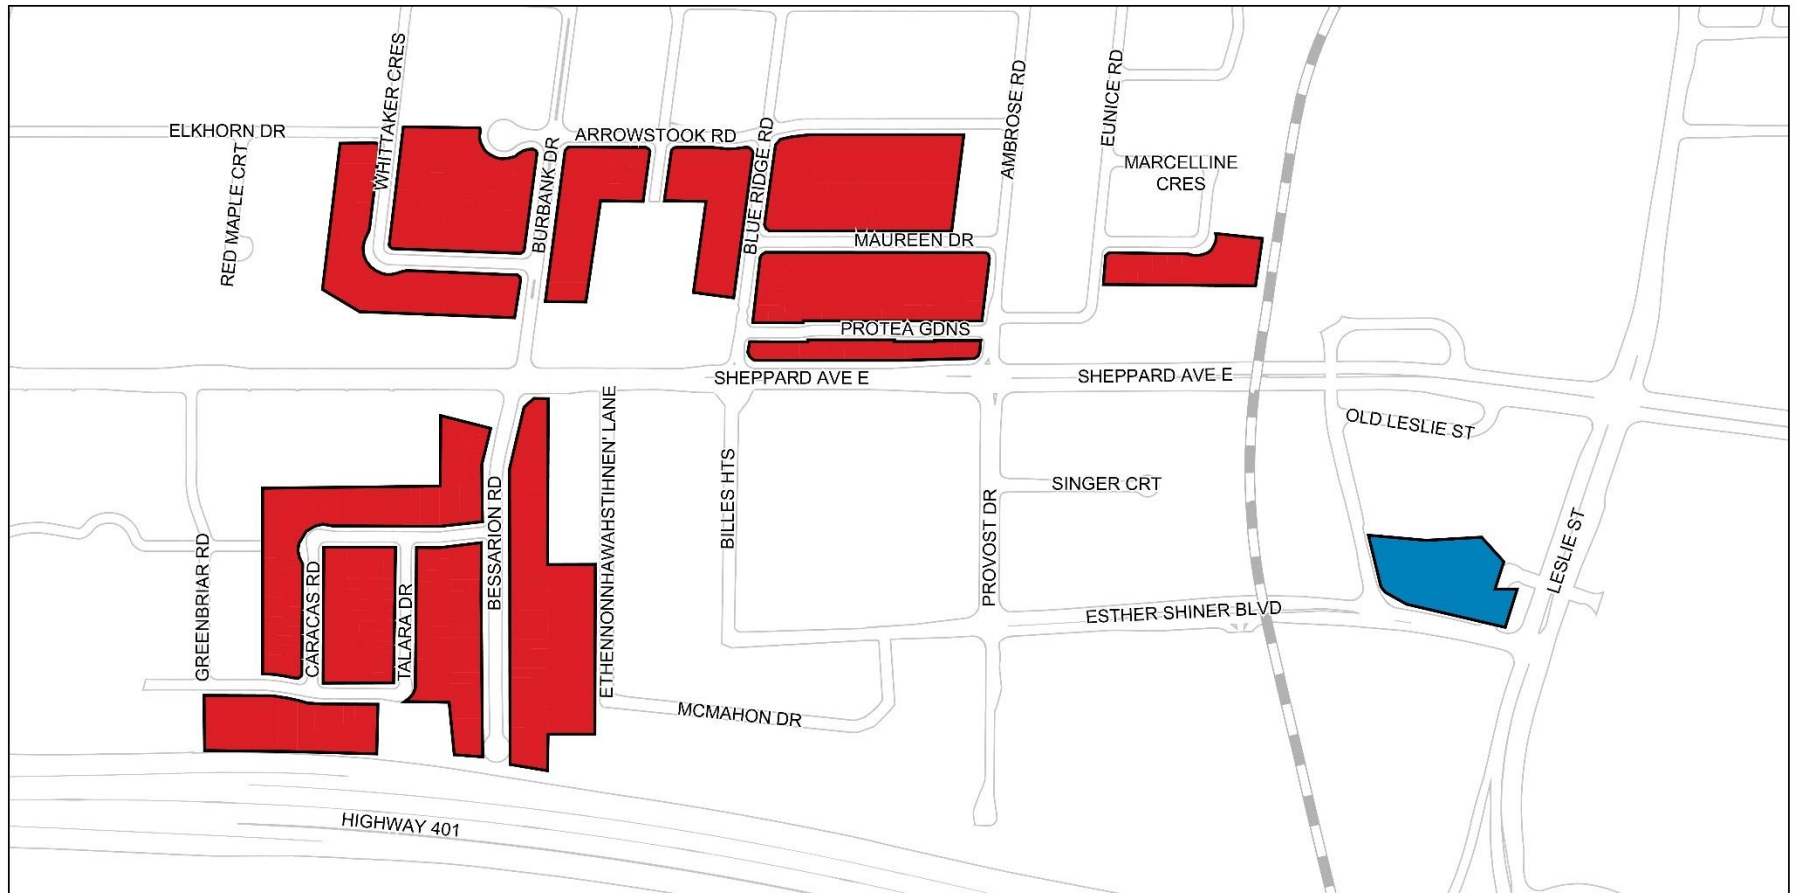 WHITTAKER CRES
ELKHORN DR
RED MAPLE CRT
BURBANK DR
ARROWSTOOK RD
BLUE RIDGE RD
AMBROSE RD
EUNICE RD
MARCELLINE
CRES
MAUREEN DR
PROTEA GDNS
SHEPPARD AVE E
SHEPPARD AVE E
OLD LESLIE ST
GREENBRIAR RD
CARACAS RD
TALARA DR
BESSARION RD
ETHENNONNHAWAHSTIHNEN' LANE
BILLES HTS
PROVOST DR
SINGER CRT
LESLIE ST
ESTHER SHINER BLVD
MCMAHON DR
HIGHWAY 401